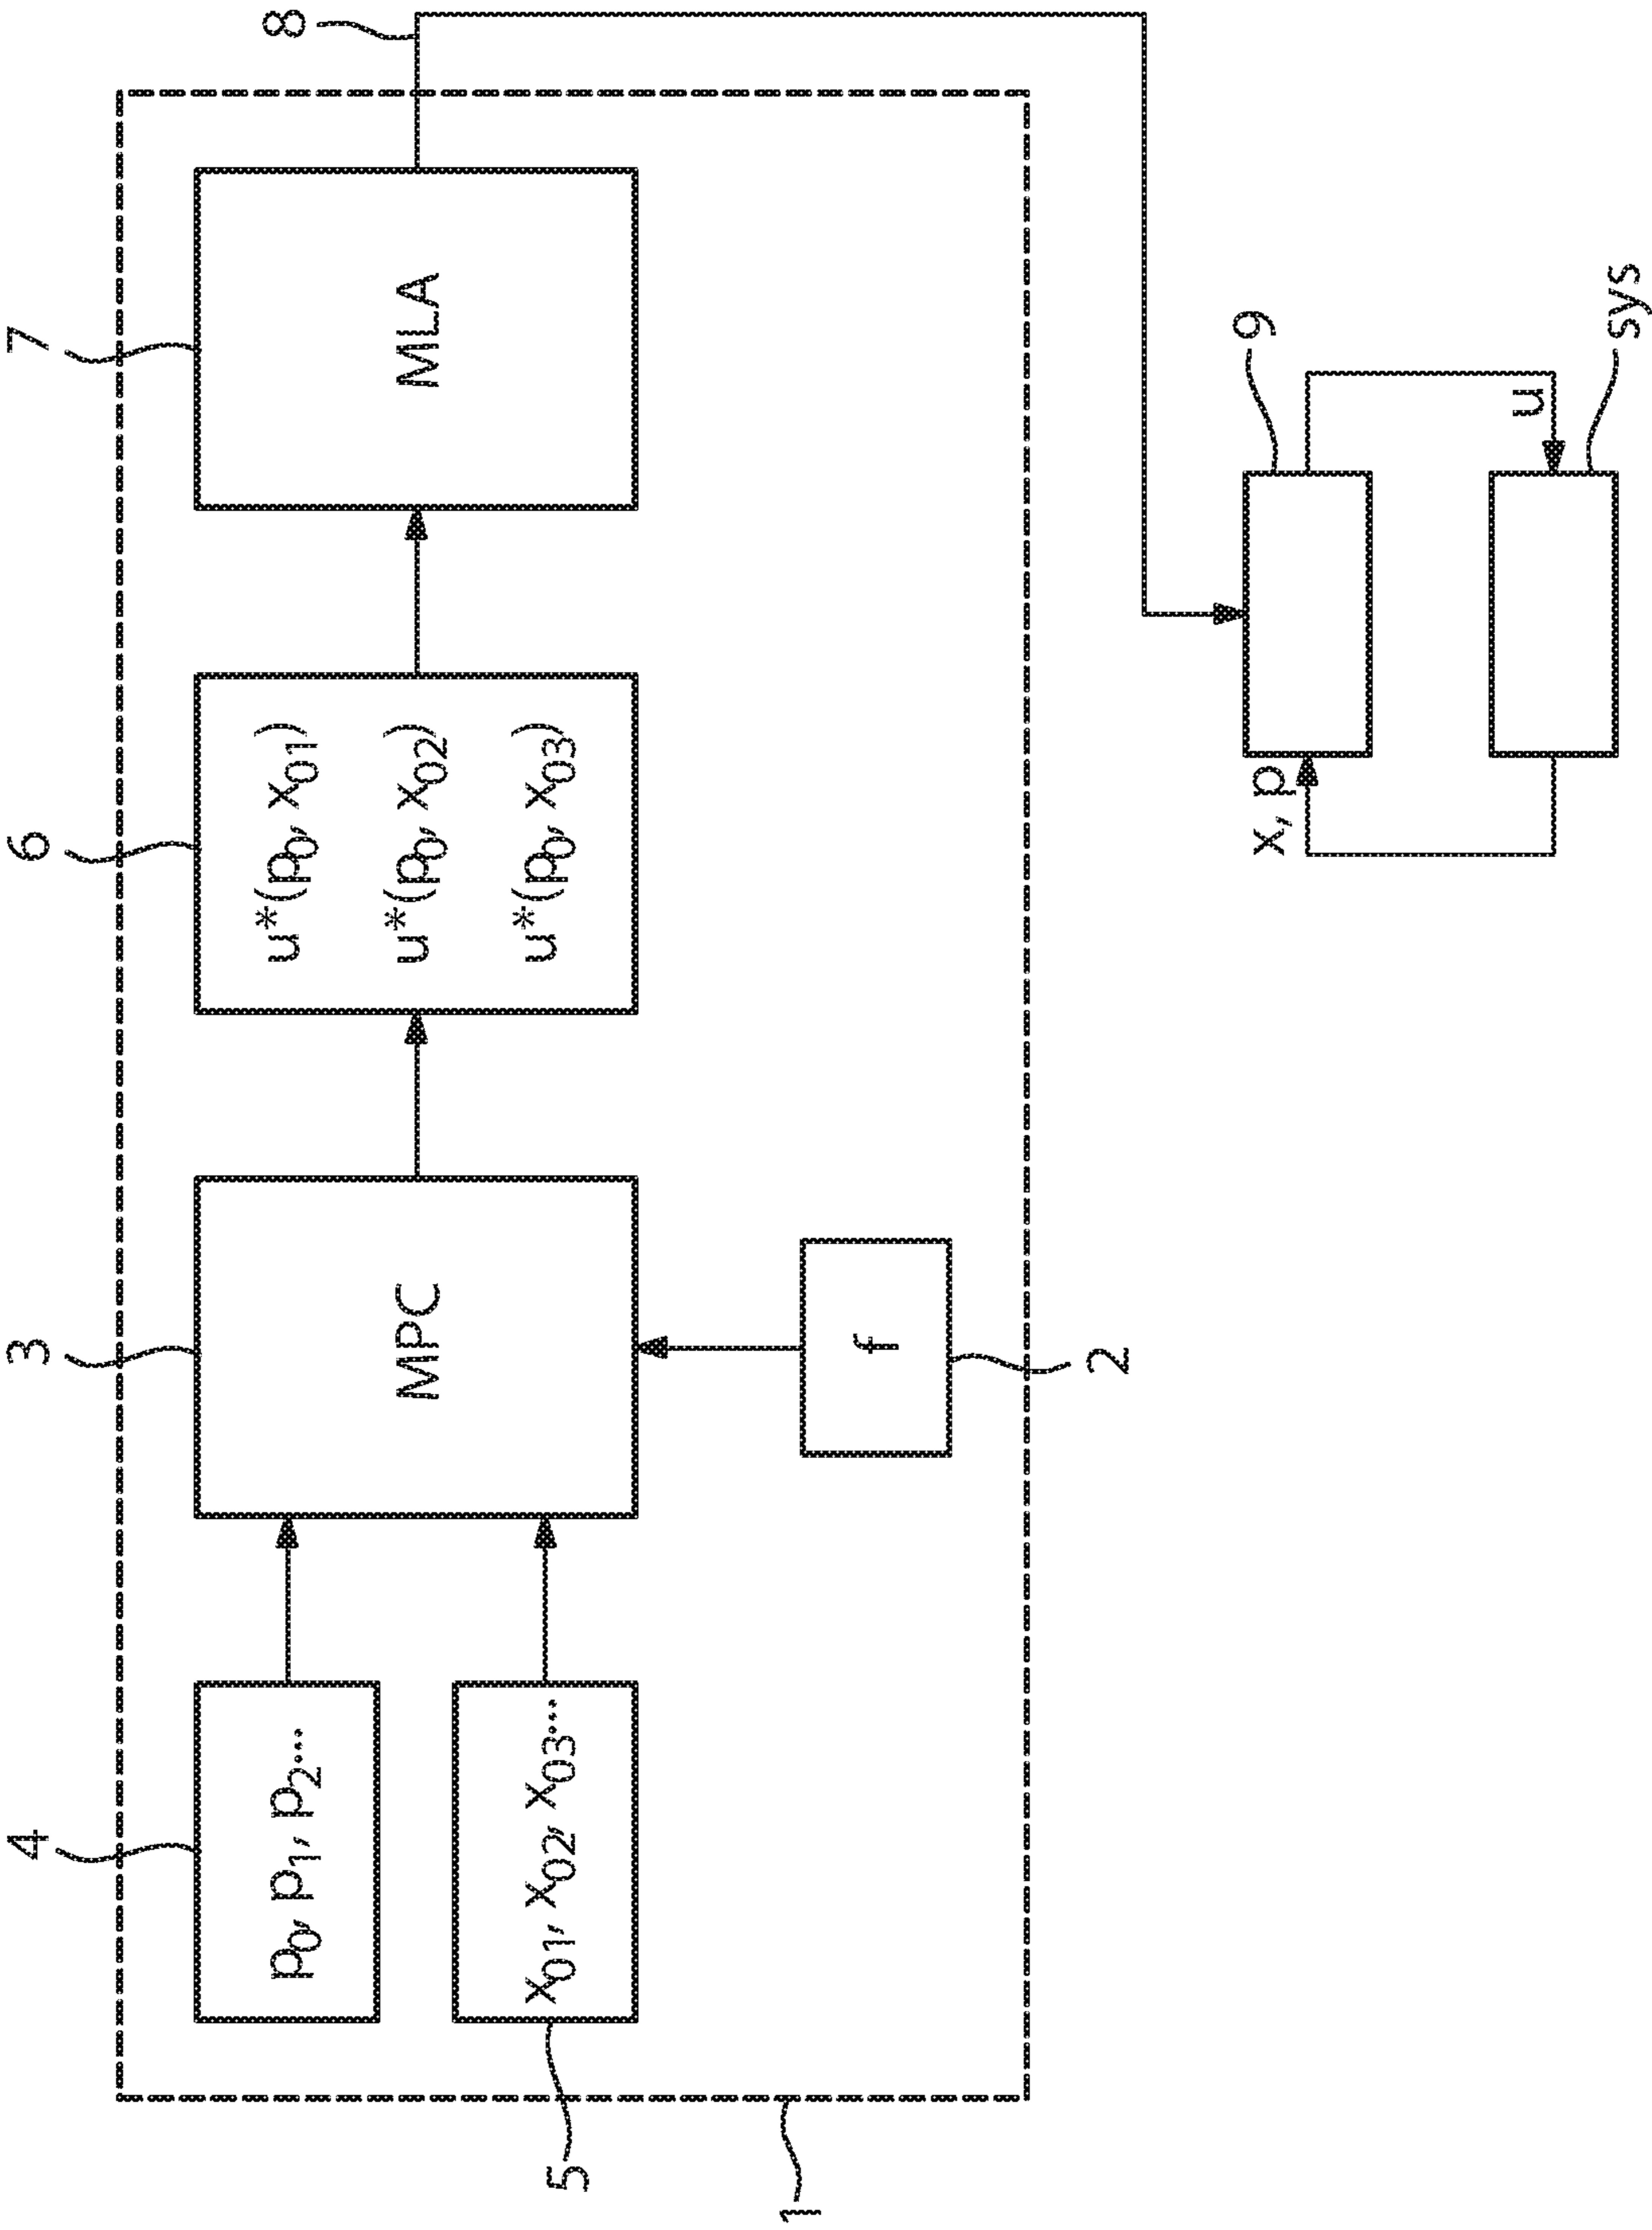 4
3
6
7
8
p₀, p₁, p₂...
MPC
u*(p₀, x₀₁)
u*(p₀, x₀₂)
u*(p₀, x₀₃)
MLA
x₀₁, x₀₂, x₀₃...
5
f
2
1
x, p
9
u
sys